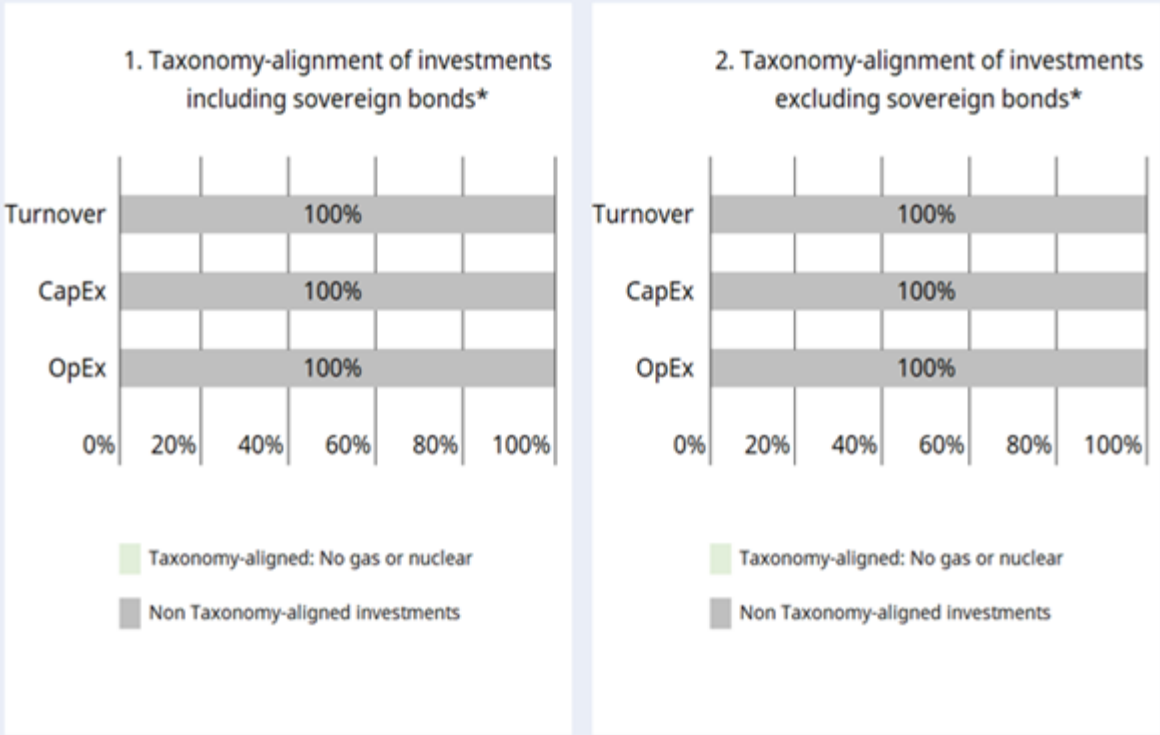 1. Taxonomy-alignment of investments
including sovereign bonds*
Turnover 100%
CapEx 100%
OpEx 100%
0% 20% 40% 60% 80% 100%
Taxonomy-aligned: No gas or nuclear
Non Taxonomy-aligned investments
2. Taxonomy-alignment of investments
excluding sovereign bonds*
Turnover 100%
CapEx 100%
OpEx 100%
0% 20% 40% 60% 80% 100%
Taxonomy-aligned: No gas or nuclear
Non Taxonomy-aligned investments